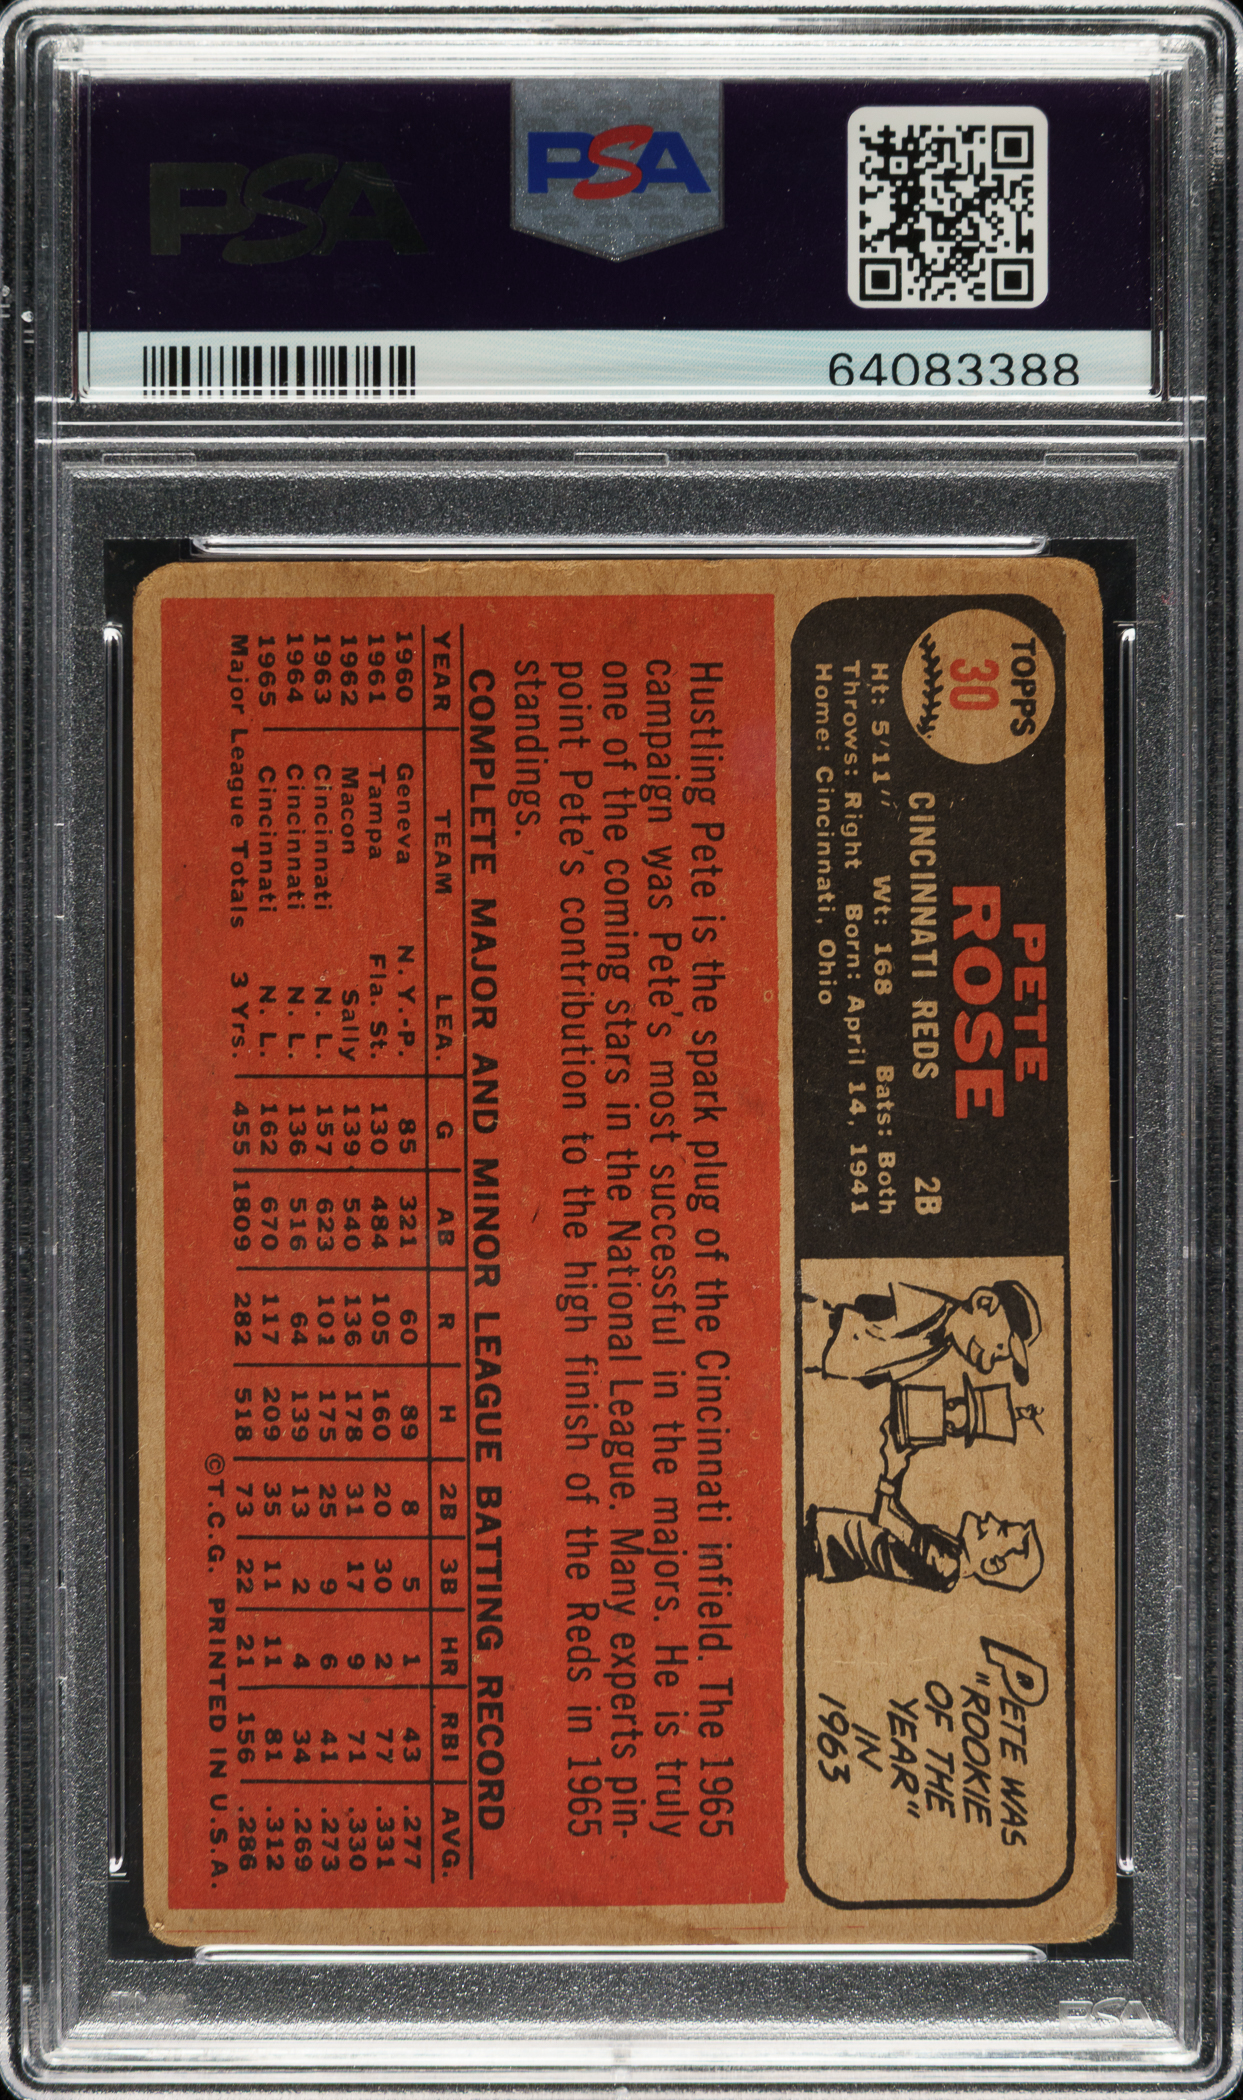 PSA
PSA
64083388
TOPPS
30
PETE
ROSE
CINCINNATI REDS 2B
Ht: 5'11" Wt: 168 Bats: Both
Throws: Right Born: April 14, 1941
Home: Cincinnati, Ohio
PETE WAS
"ROOKIE
OF THE
YEAR"
IN
1963
Hustling Pete is the spark plug of the Cincinnati infield. The 1965
campaign was Pete's most successful in the majors. He is truly
one of the coming stars in the National League. Many experts pin-
point Pete's contribution to the high finish of the Reds in 1965
standings.
COMPLETE MAJOR AND MINOR LEAGUE BATTING RECORD
YEAR TEAM LEA. G AB R H 2B 3B HR RBI AVG.
1960 Geneva N.Y.-P. 85 321 60 89 8 5 1 43 .277
1961 Tampa Fla. St. 130 484 105 160 20 30 2 77 .331
1962 Macon Sally 139 540 136 178 31 17 9 71 .330
1963 Cincinnati N. L. 157 623 101 175 25 9 6 41 .273
1964 Cincinnati N. L. 136 516 64 139 13 2 4 34 .269
1965 Cincinnati N. L. 162 670 117 209 35 11 11 81 .312
Major League Totals 3 Yrs. 455 1809 282 518 73 22 21 156 .286
©T.C.G. PRINTED IN U.S.A.
PSA